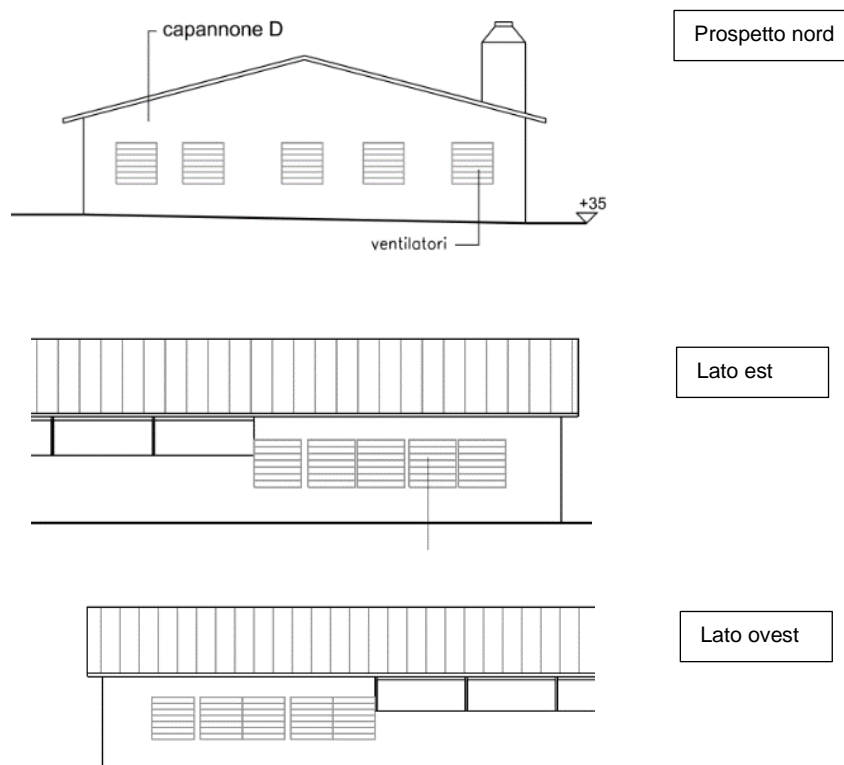 capannone D
Prospetto nord
+35
ventilatori
Lato est
Lato ovest